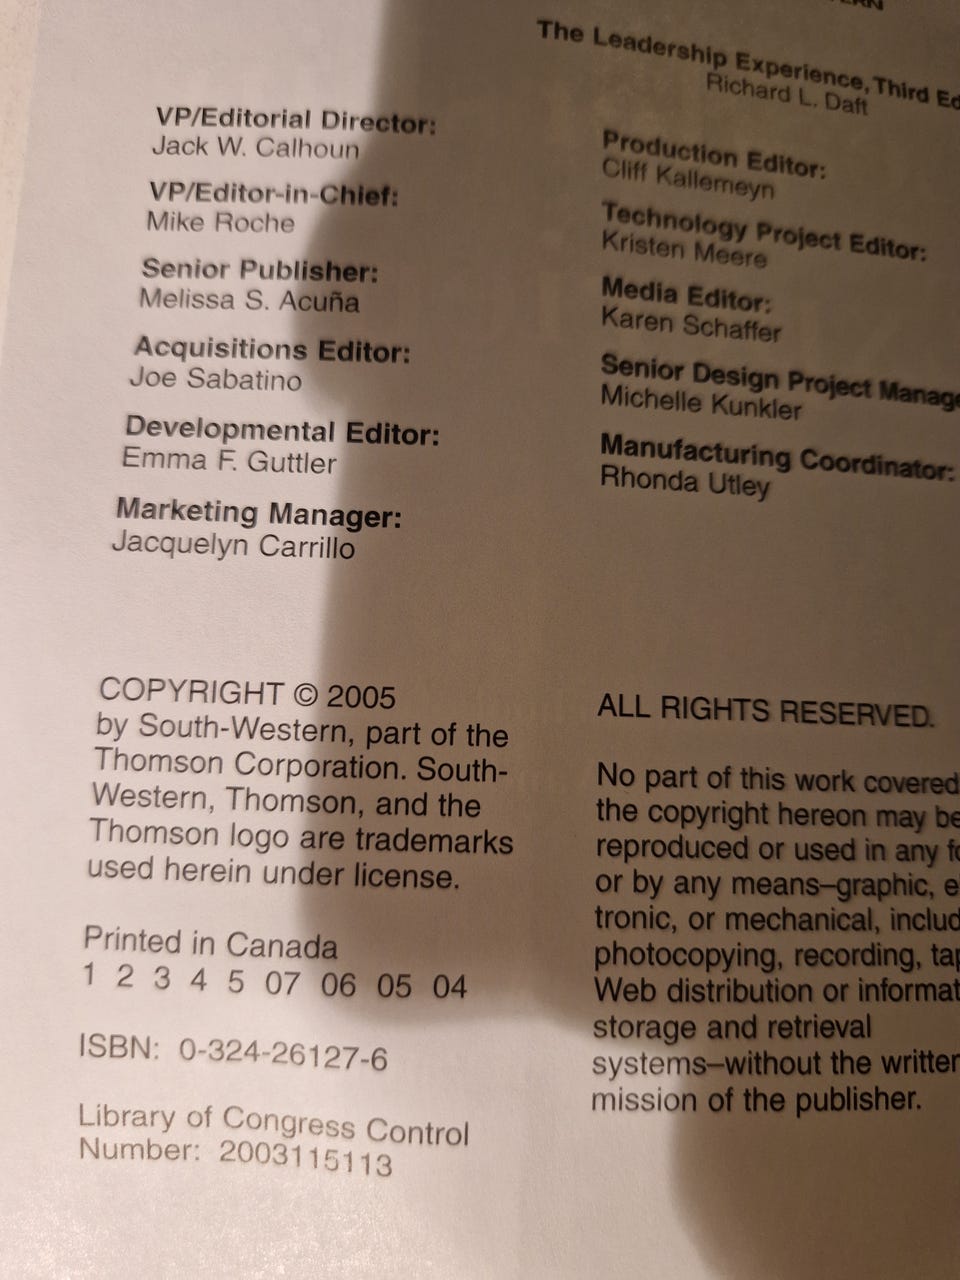 The Leadership Experience, Third
Richard L. Daft
VP/Editorial Director:
Jack W. Calhoun
VP/Editor-in-Chief:
Mike Roche
Senior Publisher:
Melissa S. Acuña
Acquisitions Editor:
Joe Sabatino
Developmental Editor:
Emma F. Guttler
Marketing Manager:
Jacquelyn Carrillo
Production Editor:
Cliff Kallemeyn
Technology Project Editor:
Kristen Meere
Media Editor:
Karen Schaffer
Senior Design Project
Michelle Kunkler
Manufacturing Coordinator:
Rhonda Utley
COPYRIGHT © 2005
by South-Western, part of the
Thomson Corporation. South-
Western, Thomson, and the
Thomson logo are trademarks
used herein under license.
Printed in Canada
1 2 3 4 5 07 06 05 04
ISBN: 0-324-26127-6
Library of Congress Control
Number: 2003115113
ALL RIGHTS RESERVED.
No part of this work covered
the copyright hereon may be
reproduced or used in any
or by any means–graphic,
tronic, or mechanical,
photocopying, recording,
Web distribution or
storage and retrieval
systems–without the written
mission of the publisher.